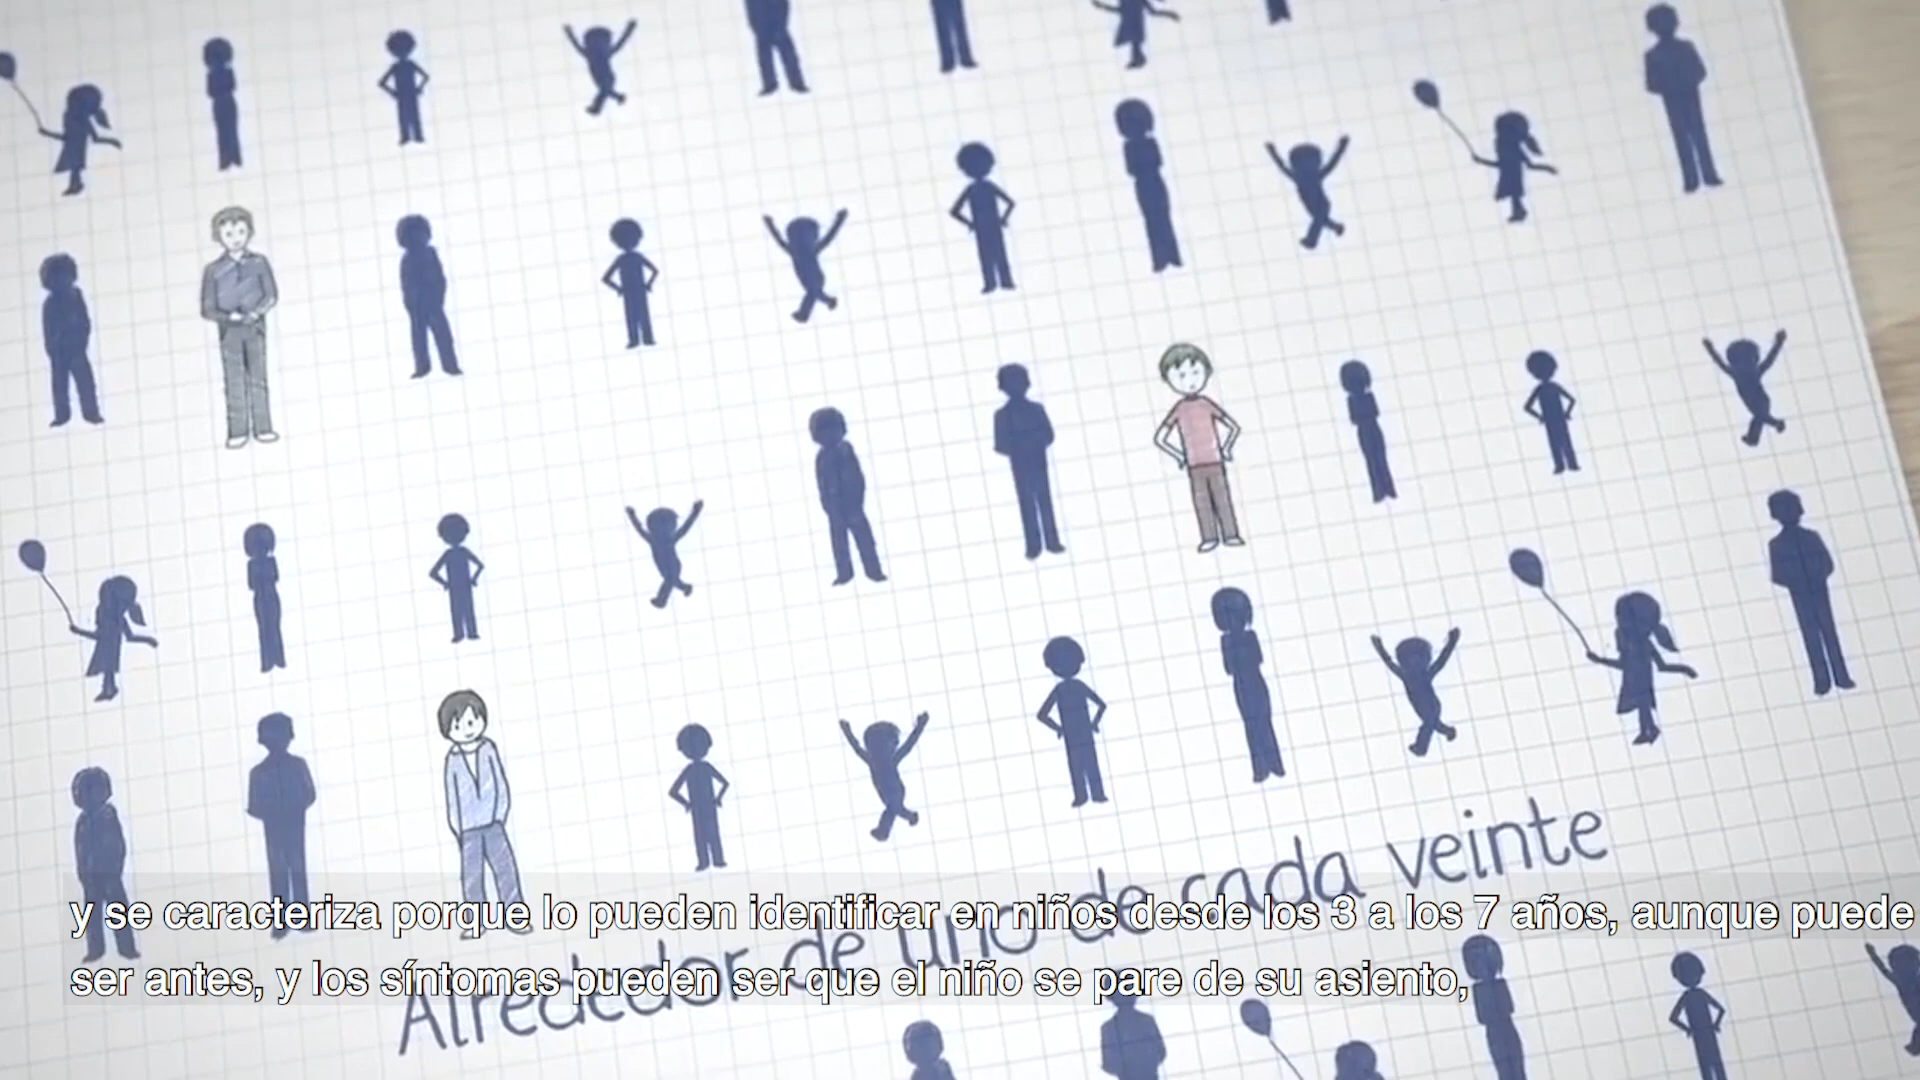 Alrededor de uno de cada veinte
y se caracteriza porque lo pueden identificar en niños desde los 3 a los 7 años, aunque puede
ser antes, y los síntomas pueden ser que el niño se pare de su asiento,